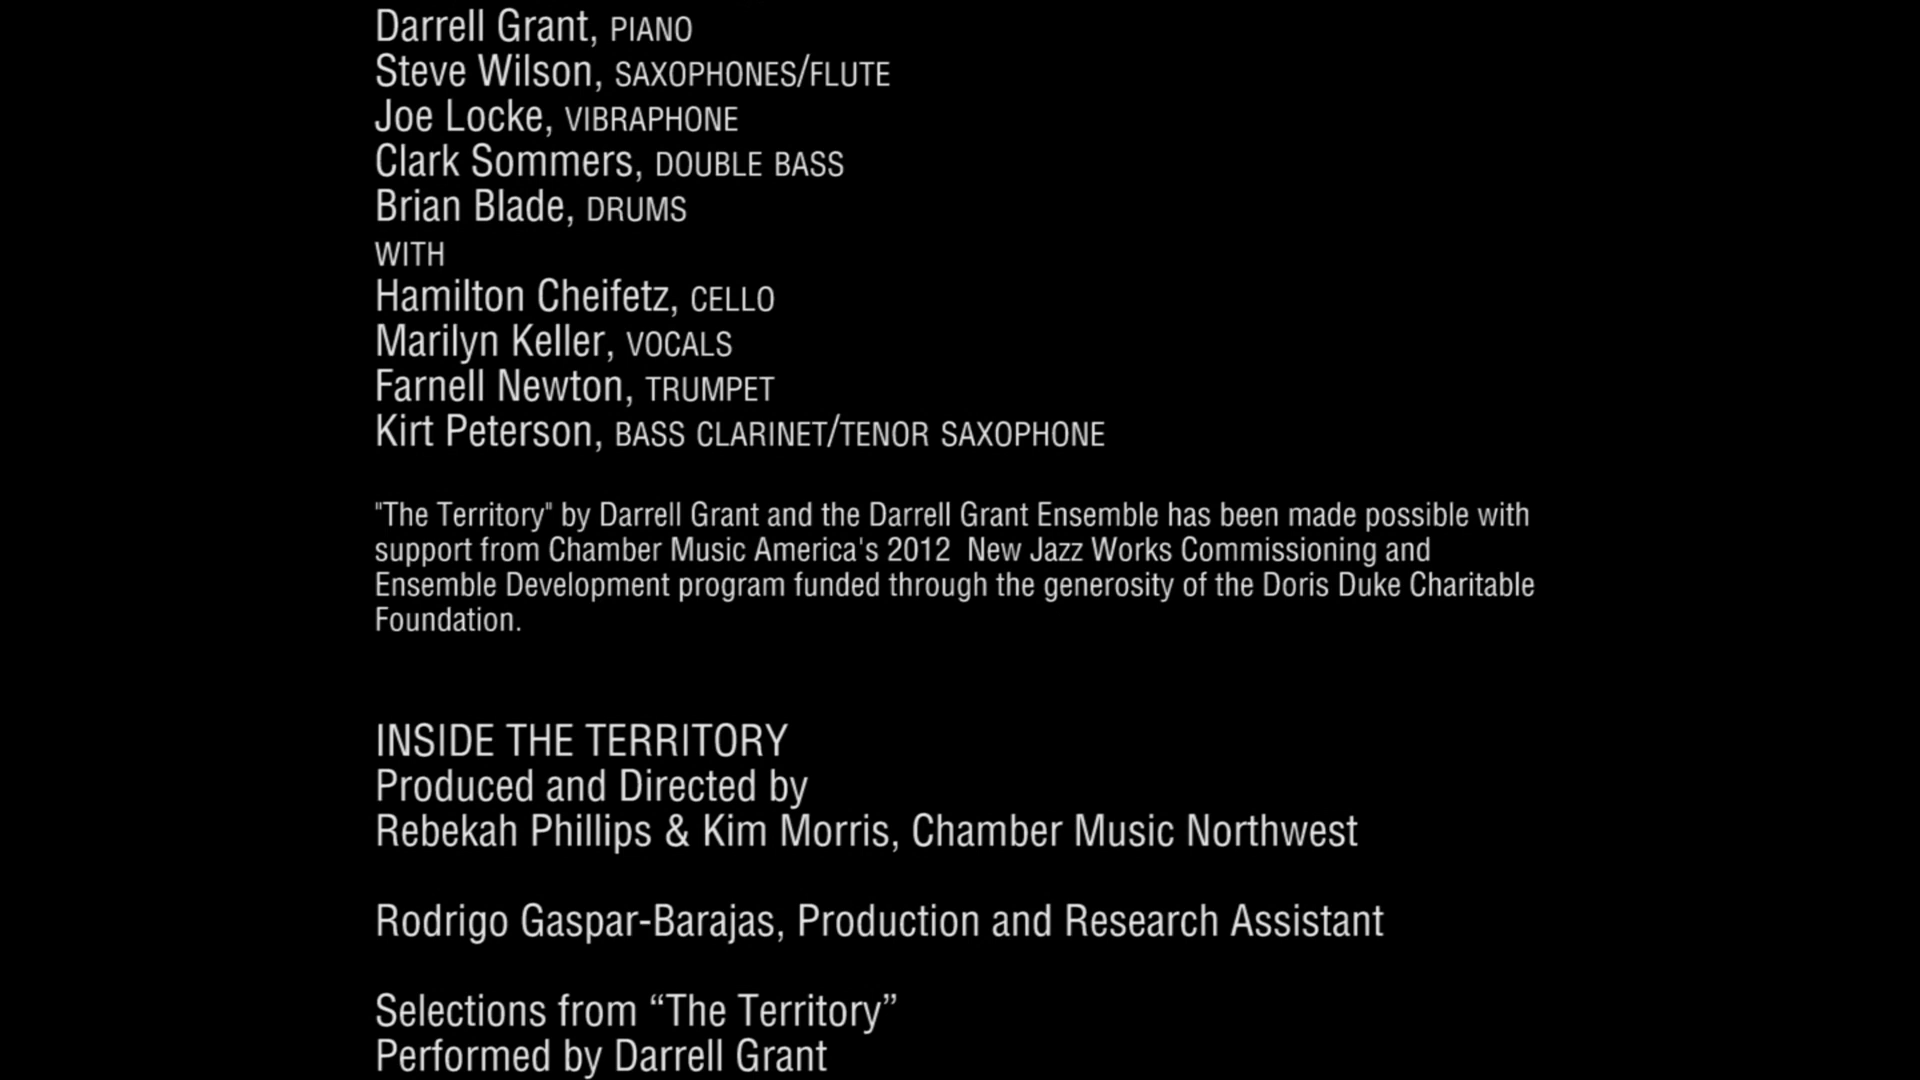 Darrell Grant, PIANO
Steve Wilson, SAXOPHONES/FLUTE
Joe Locke, VIBRAPHONE
Clark Sommers, DOUBLE BASS
Brian Blade, DRUMS
WITH
Hamilton Cheifetz, CELLO
Marilyn Keller, VOCALS
Farnell Newton, TRUMPET
Kirt Peterson, BASS CLARINET/TENOR SAXOPHONE
"The Territory" by Darrell Grant and the Darrell Grant Ensemble has been made possible with
support from Chamber Music America's 2012  New Jazz Works Commissioning and
Ensemble Development program funded through the generosity of the Doris Duke Charitable
Foundation.
INSIDE THE TERRITORY
Produced and Directed by
Rebekah Phillips & Kim Morris, Chamber Music Northwest
Rodrigo Gaspar-Barajas, Production and Research Assistant
Selections from “The Territory”
Performed by Darrell Grant